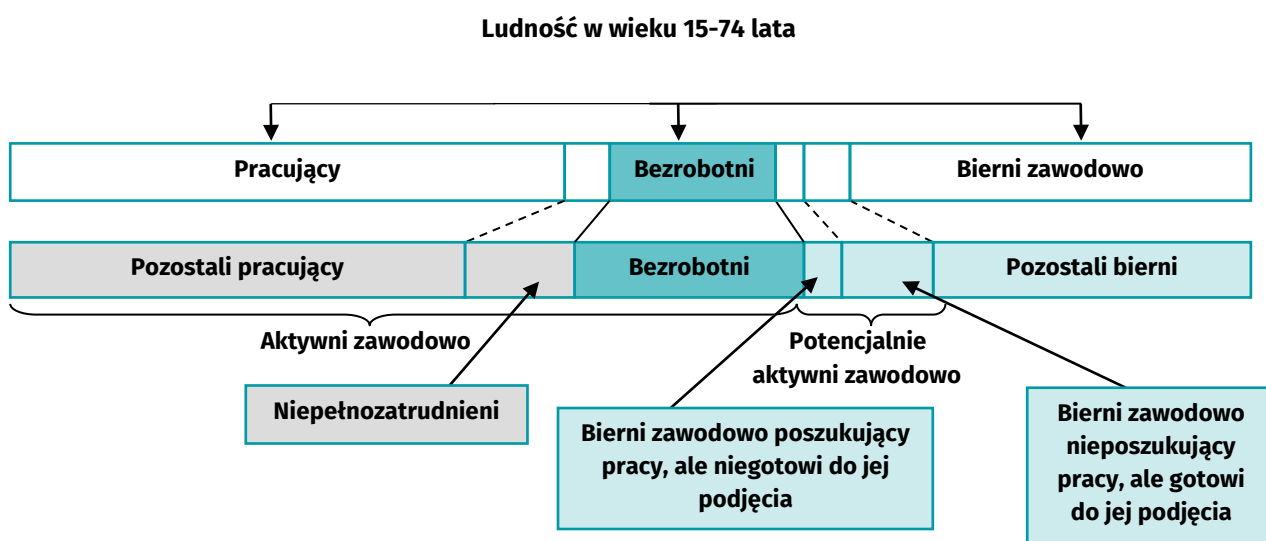 Ludność w wieku 15-74 lata
Pracujący
Bezrobotni
Bierni zawodowo
Pozostali pracujący
Bezrobotni
Pozostali bierni
Aktywni zawodowo
Potencjalnie
aktywni zawodowo
Niepełnozatrudnieni
Bierni zawodowo poszukujący
pracy, ale niegotowi do jej
podjęcia
Bierni zawodowo
nieposzukujący
pracy, ale gotowi
do jej podjęcia